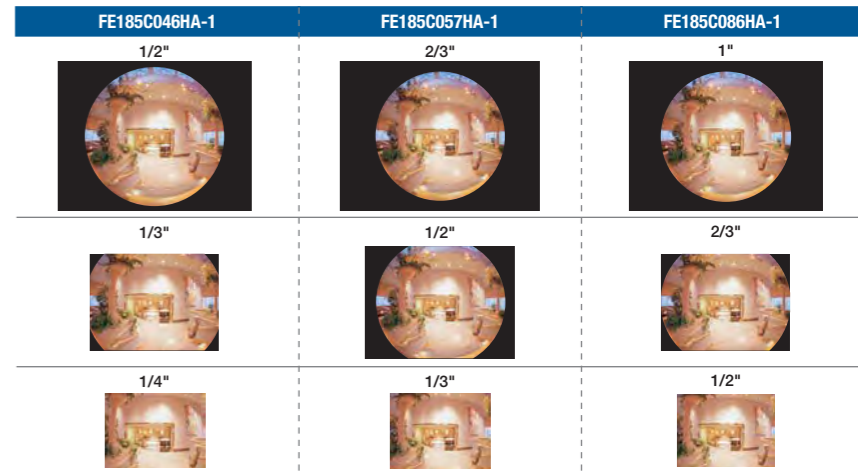 FE185C046HA-1 FE185C057HA-1 FE185C086HA-1
1/2" 2/3" 1"
1/3" 1/2" 2/3"
1/4" 1/3" 1/2"